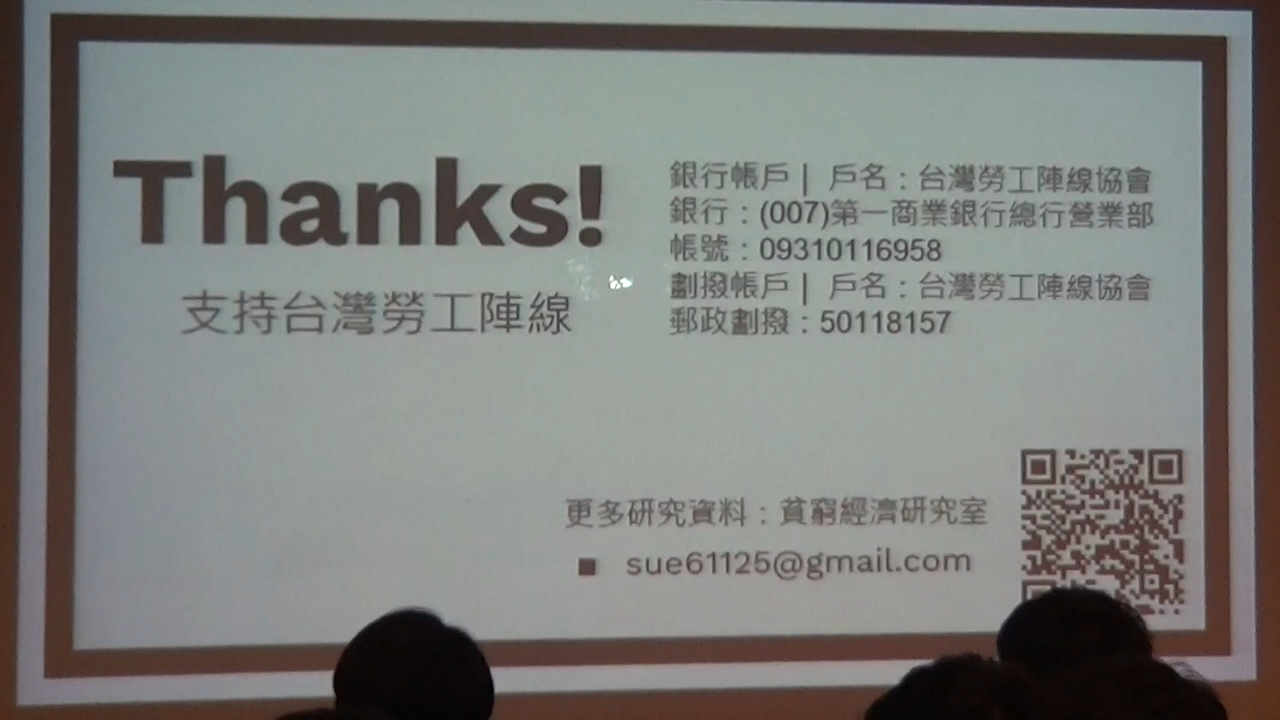 Thanks!
支持台灣勞工陣線
銀行帳戶| 戶名：台灣勞工陣線協會
銀行：(007)第一商業銀行總行營業部
帳號：09310116958
劃撥帳戶| 戶名：台灣勞工陣線協會
郵政劃撥：50118157
更多研究資料：貧窮經濟研究室
■ sue61125@gmail.com